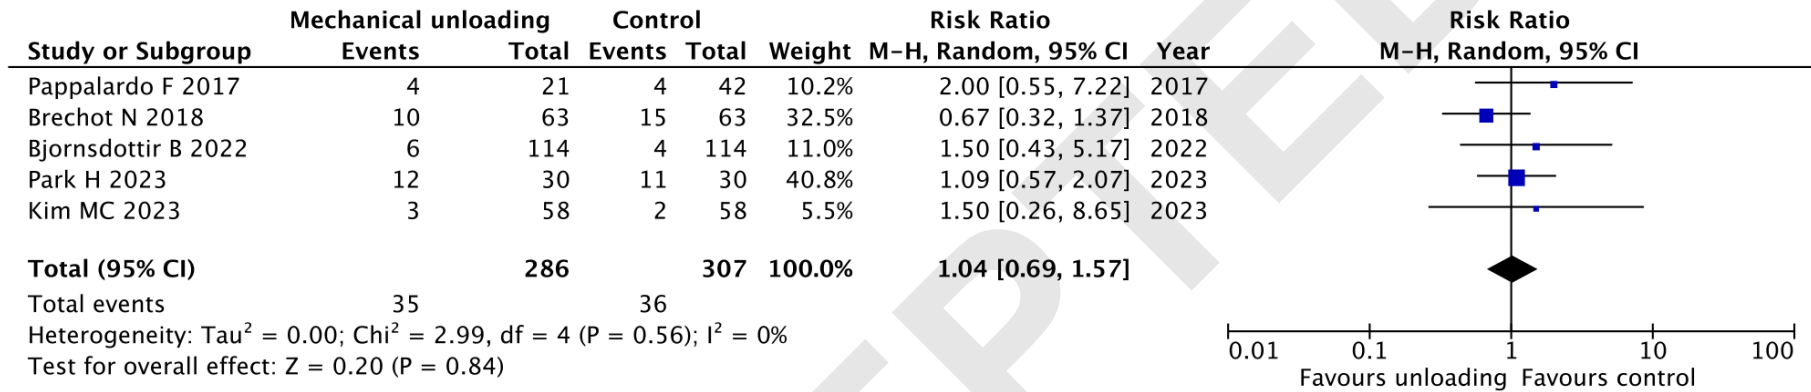 Mechanical unloading Control Risk Ratio Risk Ratio
Study or Subgroup Events Total Events Total Weight M-H, Random, 95% CI Year M-H, Random, 95% CI
Pappalardo F 2017 4 21 4 42 10.2% 2.00 [0.55, 7.22] 2017
Brechot N 2018 10 63 15 63 32.5% 0.67 [0.32, 1.37] 2018
Bjornsdottir B 2022 6 114 4 114 11.0% 1.50 [0.43, 5.17] 2022
Park H 2023 12 30 11 30 40.8% 1.09 [0.57, 2.07] 2023
Kim MC 2023 3 58 2 58 5.5% 1.50 [0.26, 8.65] 2023
Total (95% CI) 286 307 100.0% 1.04 [0.69, 1.57]
Total events 35 36
Heterogeneity: Tau² = 0.00; Chi² = 2.99, df = 4 (P = 0.56); I² = 0%
Test for overall effect: Z = 0.20 (P = 0.84)
0.01 0.1 1 10 100
Favours unloading Favours control